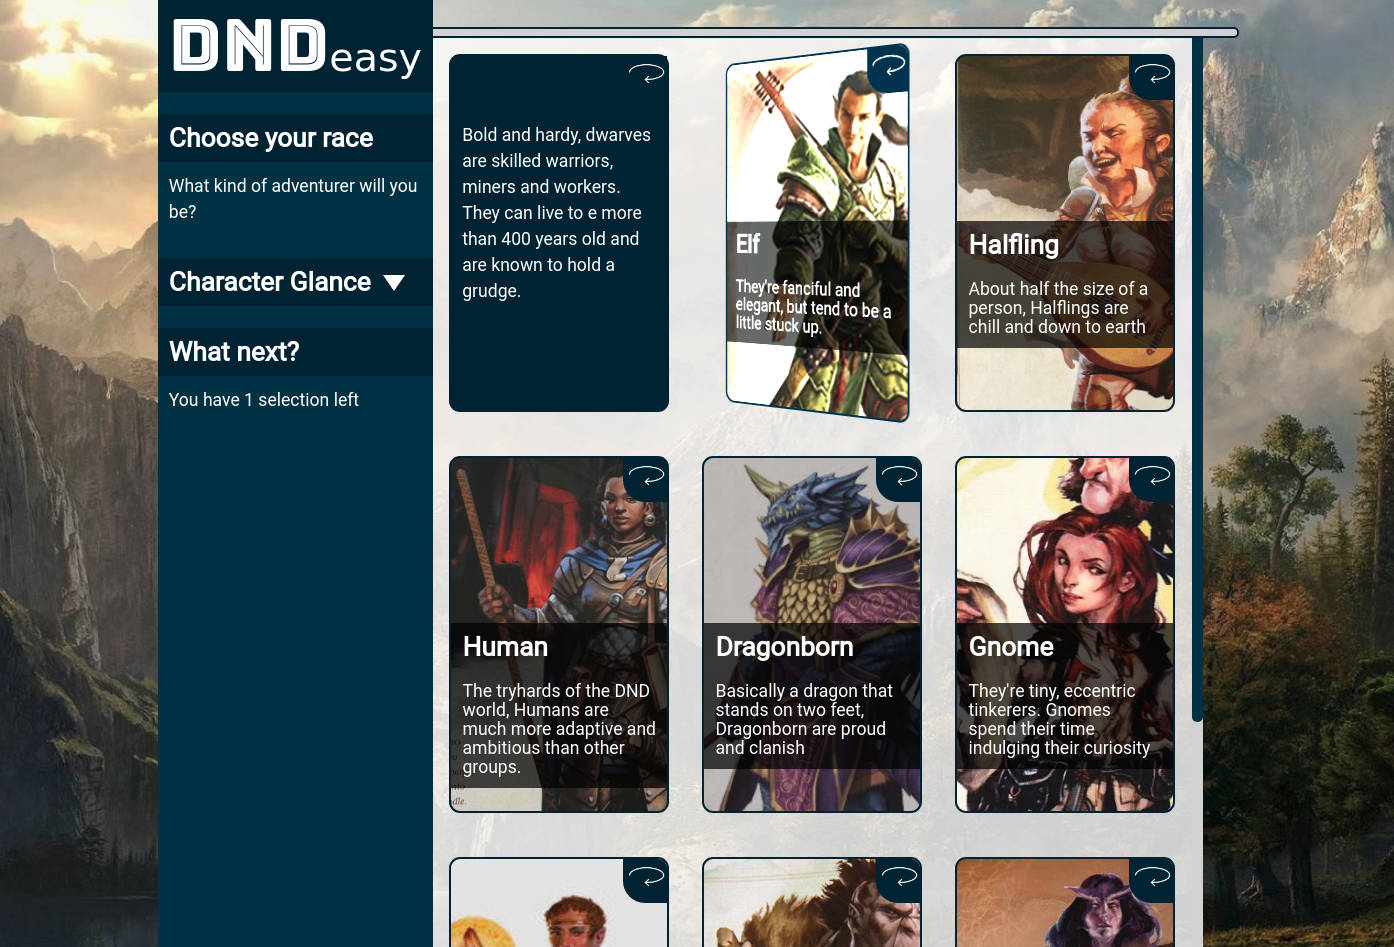 DNDeasy
Choose your race
What kind of adventurer will you
be?
Character Glance
What next?
You have 1 selection left
Bold and hardy, dwarves
are skilled warriors,
miners and workers.
They can live to e more
than 400 years old and
are known to hold a
grudge.
Elf
They're fanciful and
elegant, but tend to be a
little stuck up.
Halfling
About half the size of a
person, Halflings are
chill and down to earth
Human
The tryhards of the DND
world, Humans are
much more adaptive and
ambitious than other
groups.
Dragonborn
Basically a dragon that
stands on two feet,
Dragonborn are proud
and clanish
Gnome
They're tiny, eccentric
tinkerers. Gnomes
spend their time
indulging their curiosity